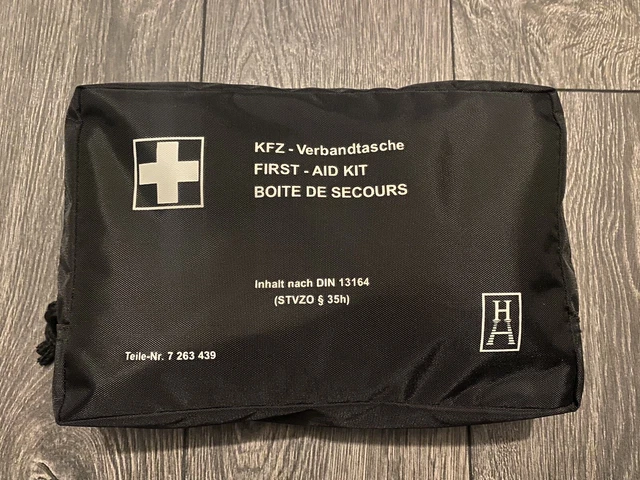 KFZ - Verbandtasche
FIRST - AID KIT
BOITE DE SECOURS
Inhalt nach DIN 13164
(STVZO § 35h)
Teile-Nr. 7 263 439
H
A